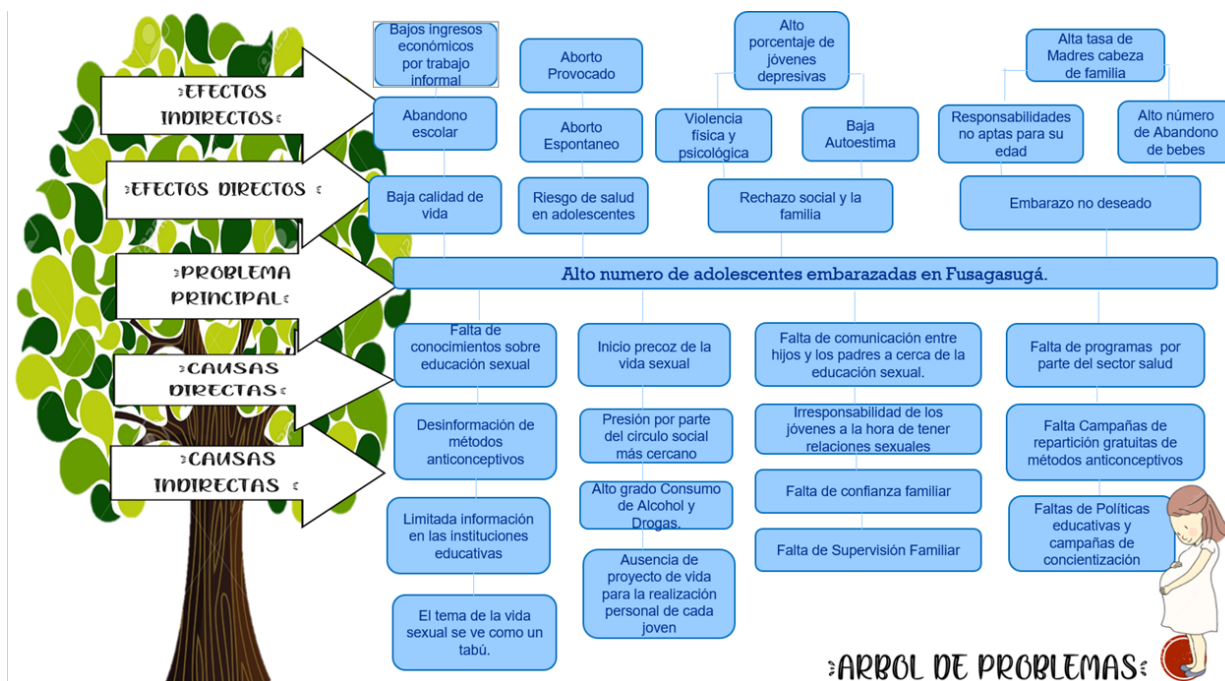 EFECTOS
INDIRECTOS
Bajos ingresos
económicos
por trabajo
informal
Aborto
Provocado
Alto
porcentaje de
jóvenes
depresivas
Alta tasa de
Madres cabeza
de familia
Abandono
escolar
Aborto
Espontaneo
Violencia
física y
psicológica
Baja
Autoestima
Responsabilidades
no aptas para su
edad
Alto número
de Abandono
de bebes
EFECTOS DIRECTOS
Baja calidad de
vida
Riesgo de salud
en adolescentes
Rechazo social y la
familia
Embarazo no deseado
PROBLEMA
PRINCIPAL
Alto numero de adolescentes embarazadas en Fusagasugá.
CAUSAS
DIRECTAS
Falta de
conocimientos sobre
educación sexual
Inicio precoz de la
vida sexual
Falta de comunicación entre
hijos y los padres a cerca de la
educación sexual.
Falta de programas por
parte del sector salud
CAUSAS
INDIRECTAS
Desinformación de
métodos
anticonceptivos
Presión por parte
del circulo social
más cercano
Irresponsabilidad de los
jóvenes a la hora de tener
relaciones sexuales
Falta Campañas de
repartición gratuitas de
métodos anticonceptivos
Limitada información
en las instituciones
educativas
Alto grado Consumo
de Alcohol y
Drogas.
Falta de confianza familiar
Faltas de Políticas
educativas y
campañas de
concientización
El tema de la vida
sexual se ve como un
tabú.
Ausencia de
proyecto de vida
para la realización
personal de cada
joven
Falta de Supervisión Familiar
ARBOL DE PROBLEMAS